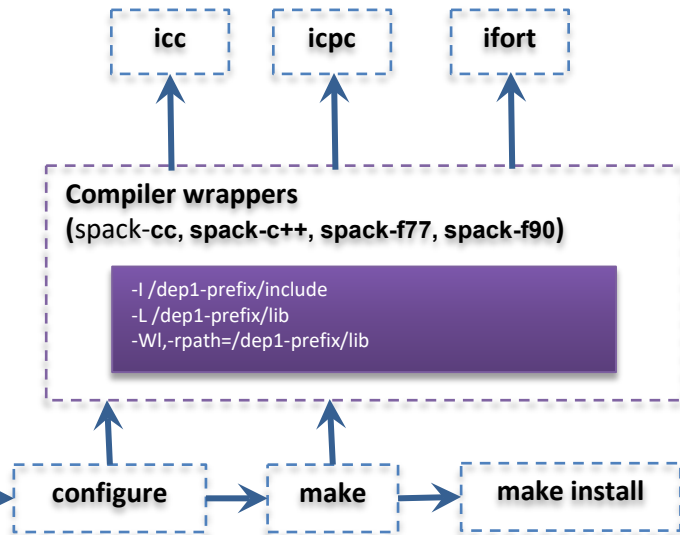 icc
icpc
ifort
Compiler wrappers
(spack-cc, spack-c++, spack-f77, spack-f90)
-I /dep1-prefix/include
-L /dep1-prefix/lib
-Wl,-rpath=/dep1-prefix/lib
configure
make
make install